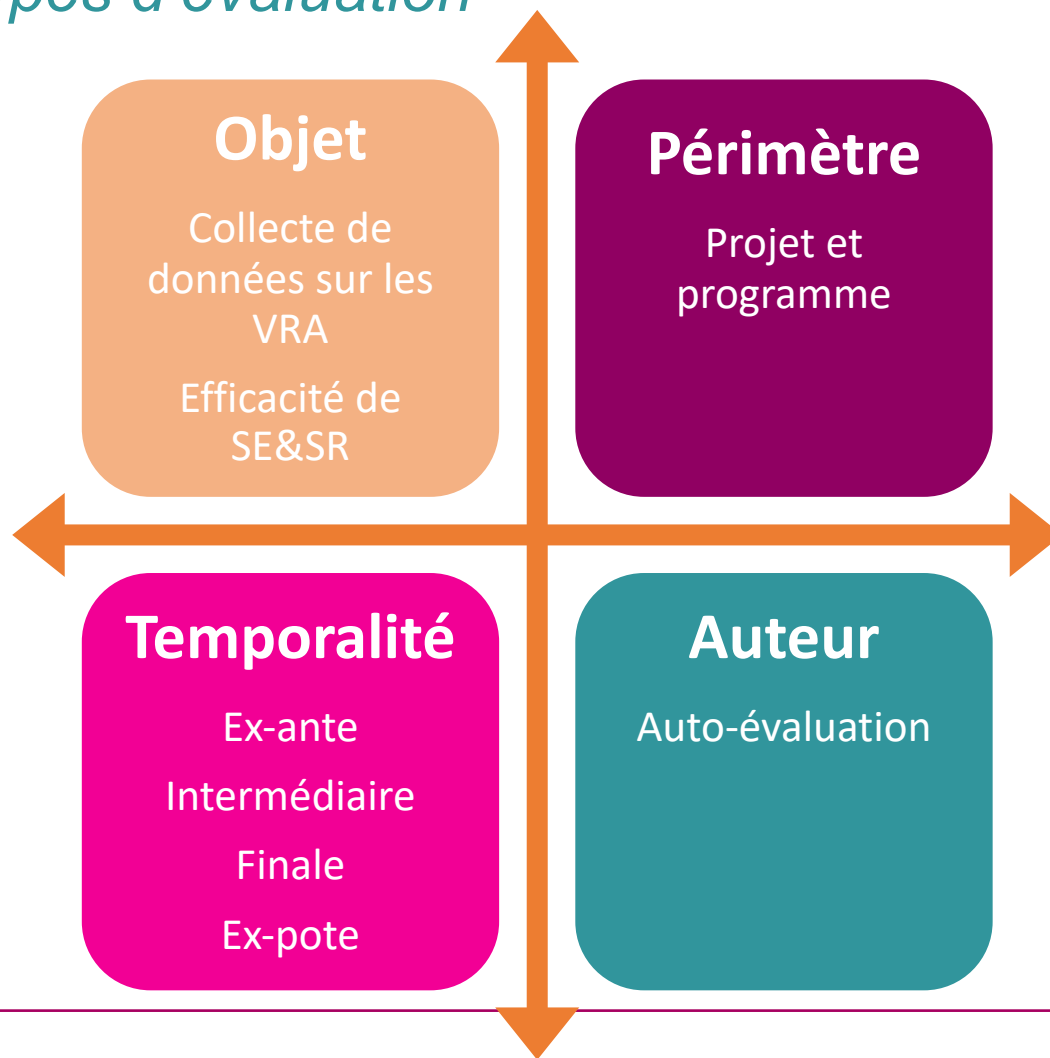 d'ovaluation
Objet
Collecte de
données sur les
VRA
Efficacité de
SE&SR
Périmètre
Projet et
programme
Temporalité
Ex-ante
Intermédiaire
Finale
Ex-pote
Auteur
Auto-évaluation